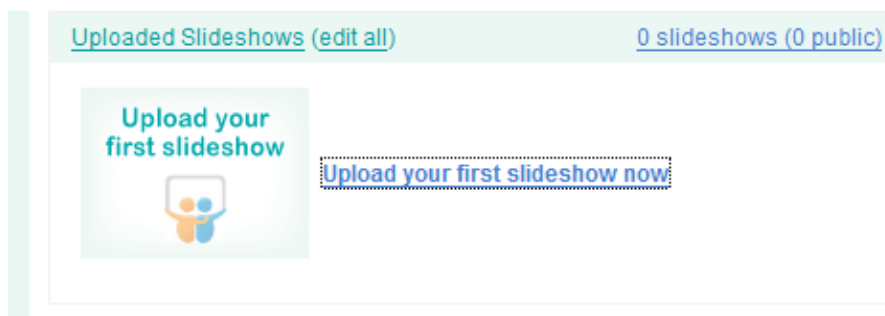 Uploaded Slideshows (edit all) 0 slideshows (0 public)
Upload your
first slideshow
Upload your first slideshow now